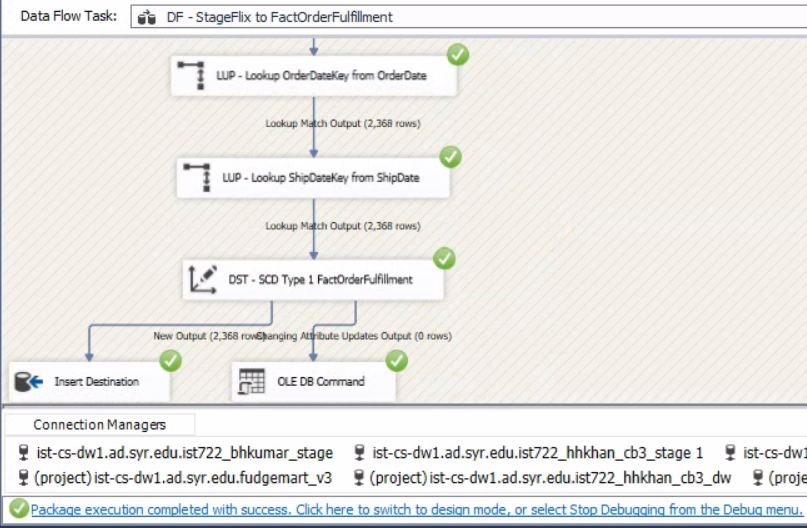 Data Flow Task: DF - StageFlix to FactOrderFulfillment
LUP - Lookup OrderDateKey from OrderDate
Lookup Match Output (2,368 rows)
LUP - Lookup ShipDateKey from ShipDate
Lookup Match Output (2,368 rows)
DST - SCD Type 1 FactOrderFulfillment
New Output (2,368 rows) Changing Attribute Updates Output (0 rows)
Insert Destination OLE DB Command
Connection Managers
ist-cs-dw1.ad.syr.edu.ist722_bhkumar_stage ist-cs-dw1.ad.syr.edu.ist722_hhkhan_cb3_stage 1 ist-cs-dw1
(project) ist-cs-dw1.ad.syr.edu.fudgemart_v3 (project) ist-cs-dw1.ad.syr.edu.ist722_hhkhan_cb3_dw (proje
Package execution completed with success. Click here to switch to design mode, or select Stop Debugging from the Debug menu.